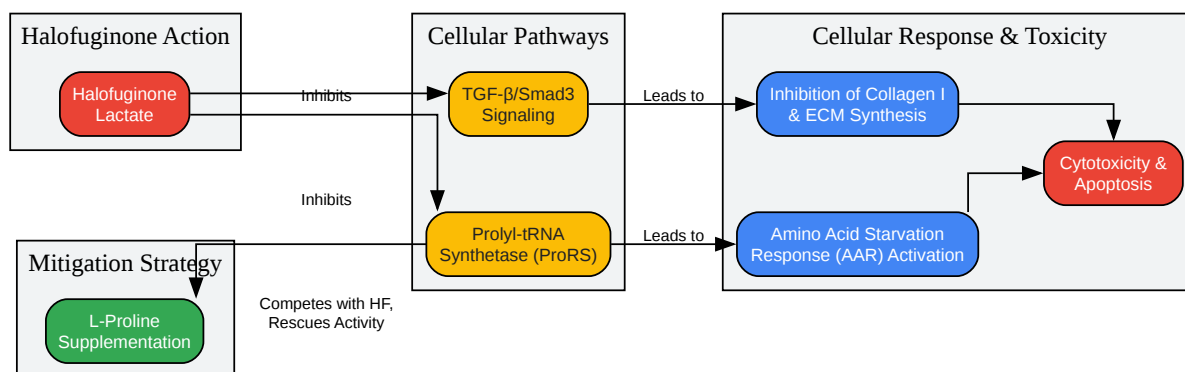 Halofuginone Action
Halofuginone
Lactate
Inhibits
Inhibits
Cellular Pathways
TGF-β/Smad3
Signaling
Prolyl-tRNA
Synthetase (ProRS)
Leads to
Leads to
Cellular Response & Toxicity
Inhibition of Collagen I
& ECM Synthesis
Cytotoxicity &
Apoptosis
Amino Acid Starvation
Response (AAR) Activation
Mitigation Strategy
L-Proline
Supplementation
Competes with HF,
Rescues Activity